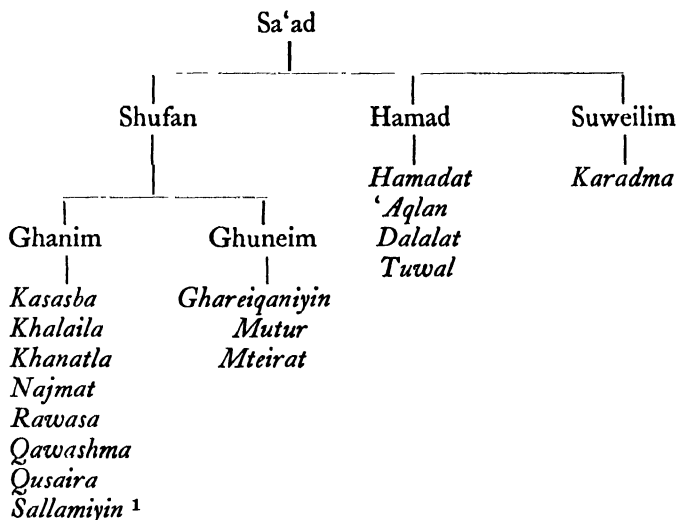 Sa‘ad
Shufan Hamad Suweilim
Hamadat Karadma
‘Aqlan
Ghanim Ghuneim Dalalat
Tuwal
Kasasba Ghareiqaniyin
Khalaila Mutur
Khanatla Mteirat
Najmat
Rawasa
Qawashma
Qusaira
Sallamiyin ¹